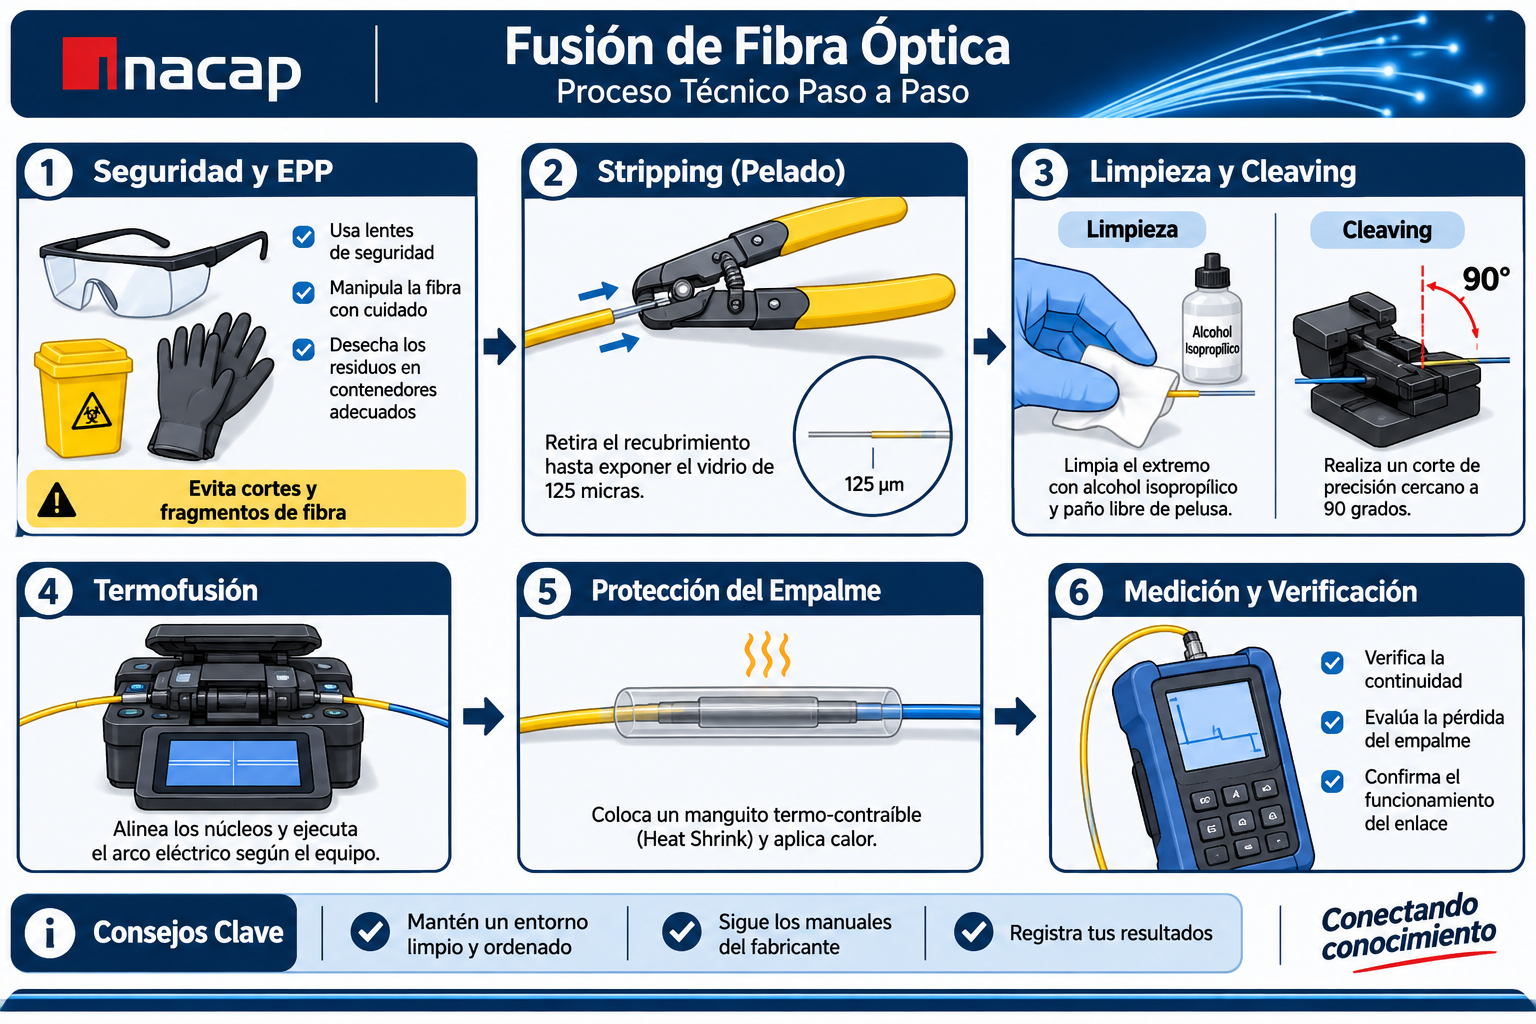 inacap
Fusión de Fibra Óptica
Proceso Técnico Paso a Paso
1 Seguridad y EPP
Usa lentes
de seguridad
Manipula la fibra
con cuidado
Desecha los
residuos en
contenedores
adecuados
Evita cortes y
fragmentos de fibra
2 Stripping (Pelado)
Retira el recubrimiento
hasta exponer el vidrio de
125 micras.
125 µm
3 Limpieza y Cleaving
Limpieza
Alcohol
Isopropílico
Limpia el extremo
con alcohol isopropílico
y paño libre de pelusa.
Cleaving
90°
Realiza un corte de
precisión cercano a
90 grados.
4 Termofusión
Alinea los núcleos y ejecuta
el arco eléctrico según el equipo.
5 Protección del Empalme
Coloca un manguito termo-contraíble
(Heat Shrink) y aplica calor.
6 Medición y Verificación
Verifica la
continuidad
Evalúa la pérdida
del empalme
Confirma el
funcionamiento
del enlace
i Consejos Clave
Mantén un entorno
limpio y ordenado
Sigue los manuales
del fabricante
Registra tus resultados
Conectando
conocimiento